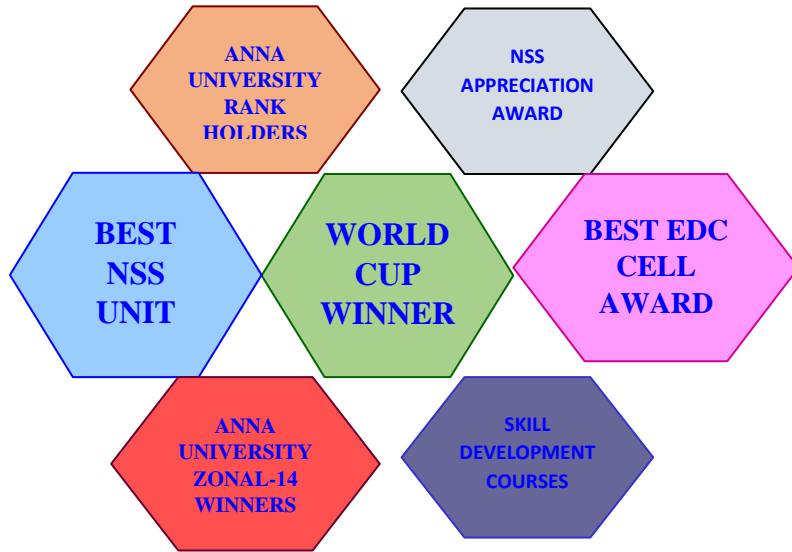 ANNA
UNIVERSITY
RANK
HOLDERS
NSS
APPRECIATION
AWARD
BEST
NSS
UNIT
WORLD
CUP
WINNER
BEST EDC
CELL
AWARD
ANNA
UNIVERSITY
ZONAL-14
WINNERS
SKILL
DEVELOPMENT
COURSES